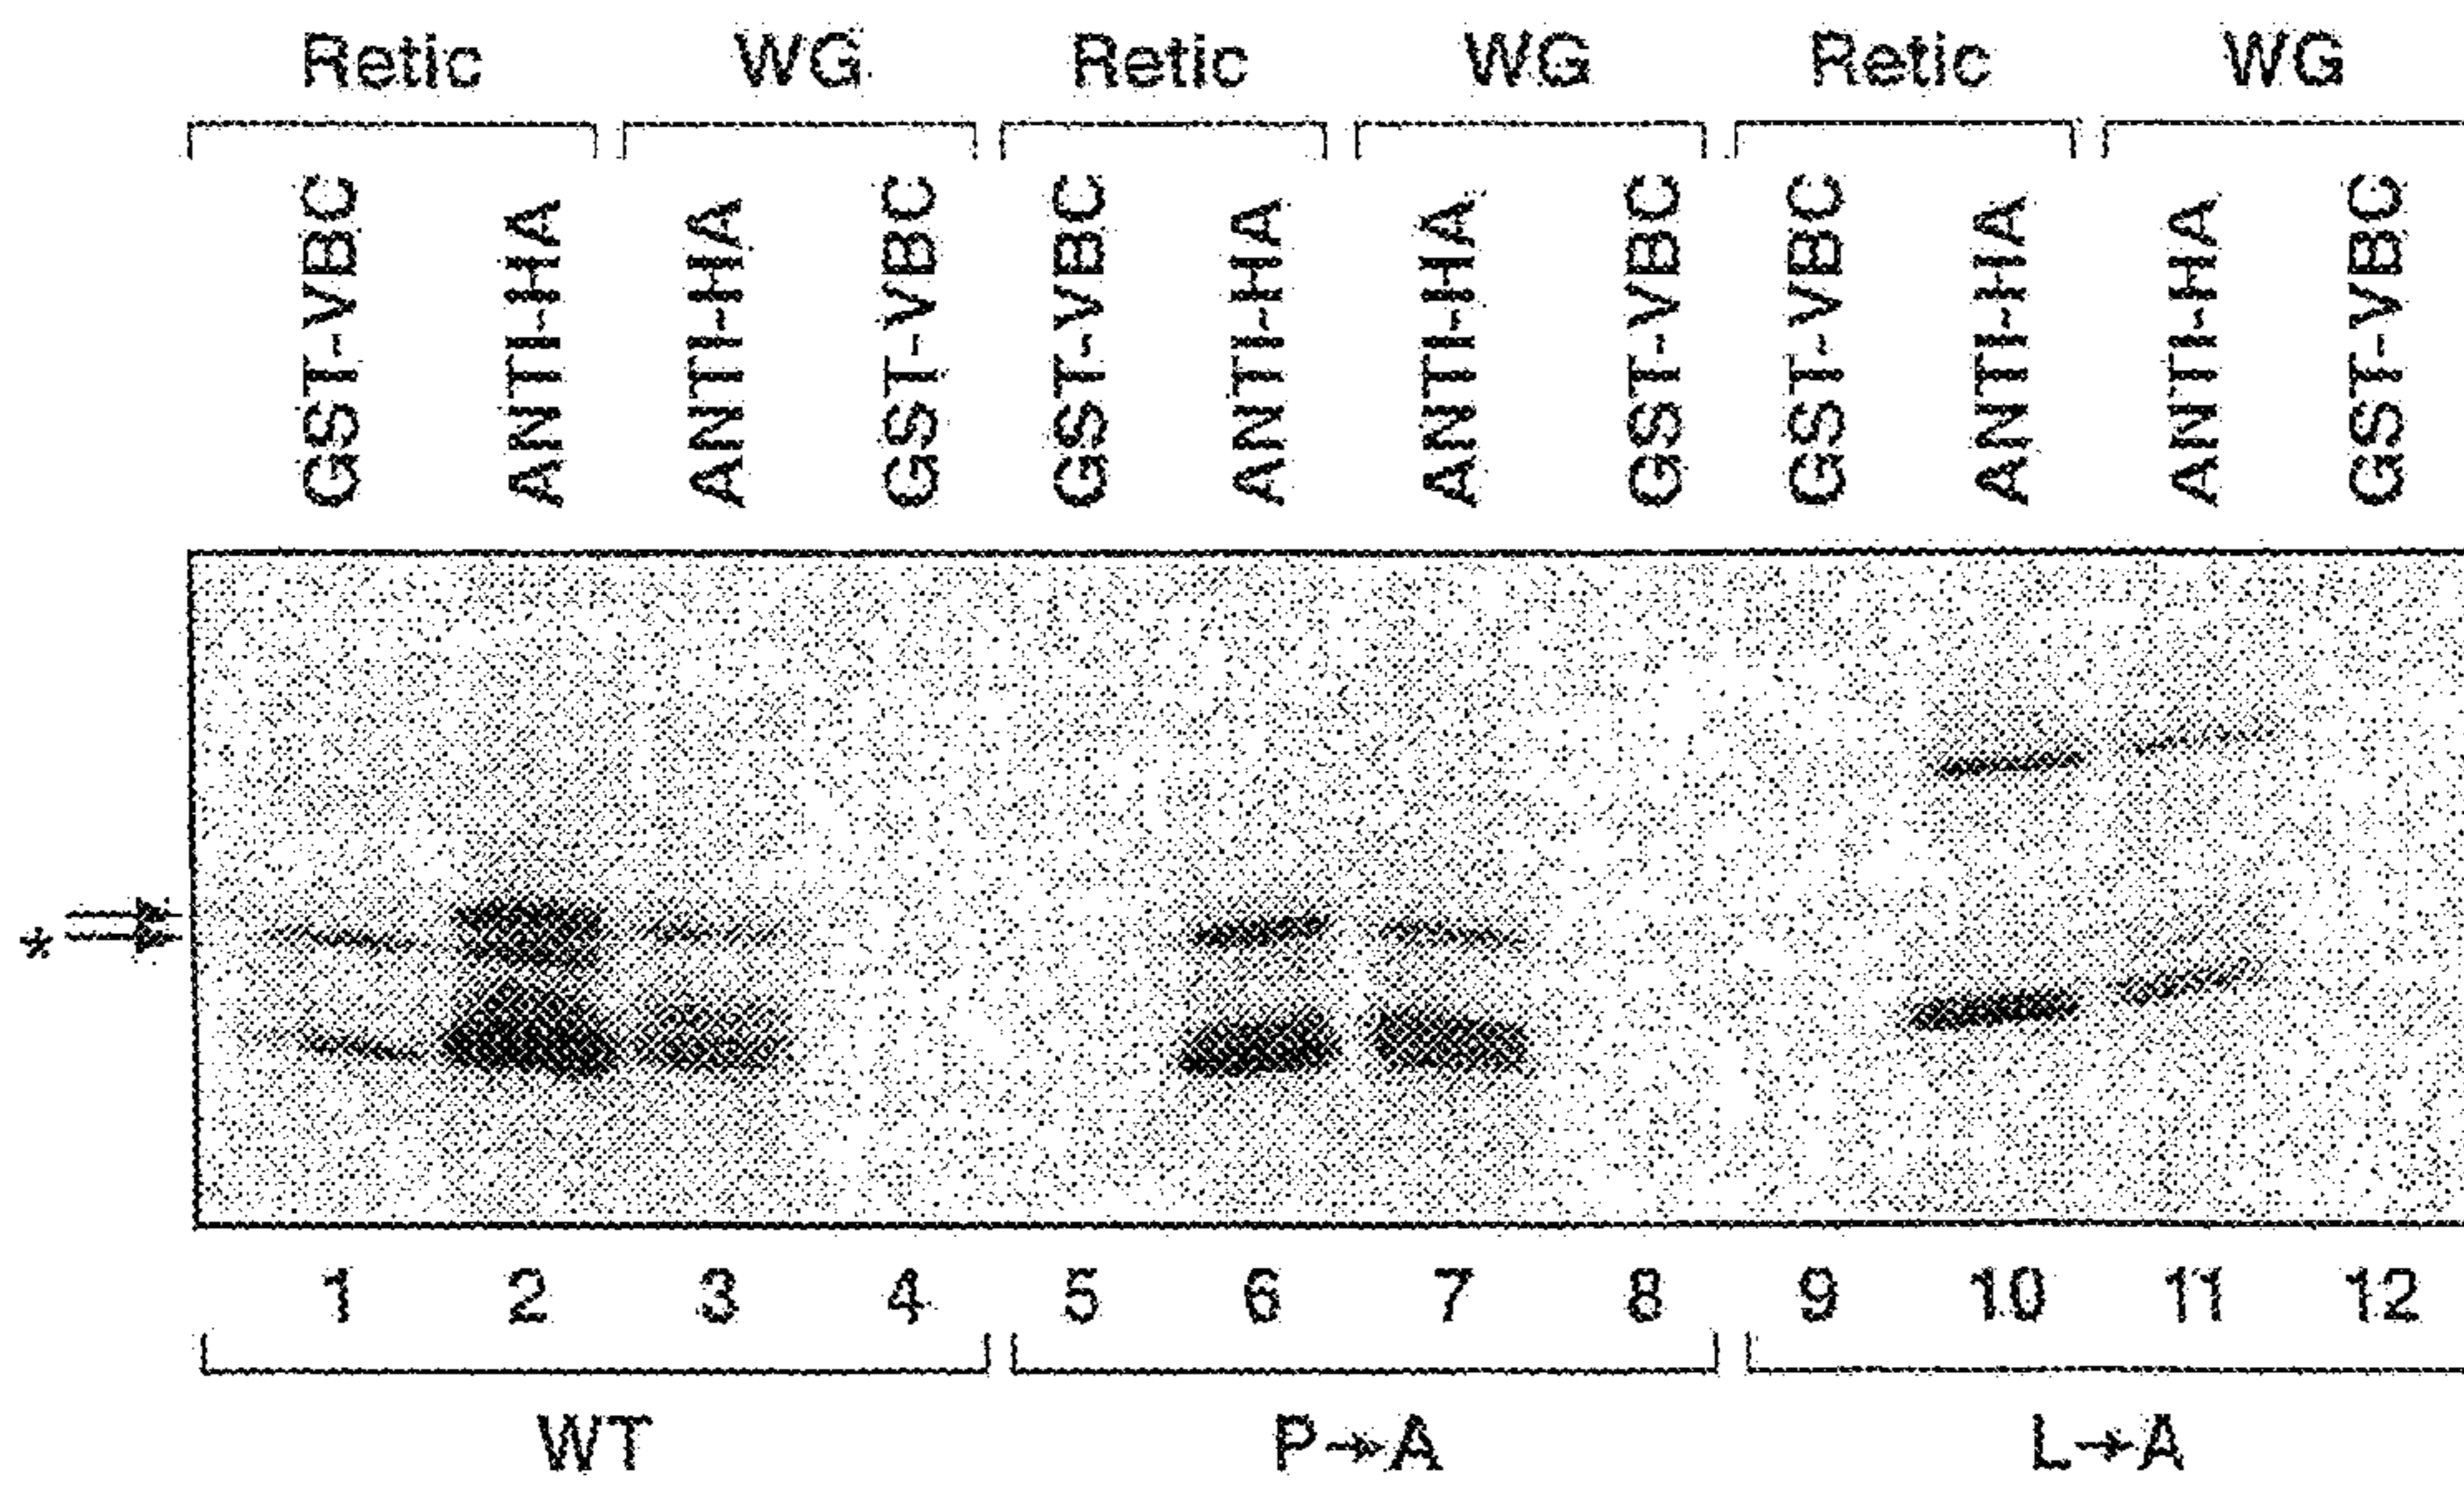 Retic WG Retic WG Retic WG
GST-VBC ANTI-HA ANTI-HA GST-VBC GST-VBC ANTI-HA ANTI-HA GST-VBC GST-VBC ANTI-HA ANTI-HA GST-VBC
*
1 2 3 4 5 6 7 8 9 10 11 12
WT P→A L→A